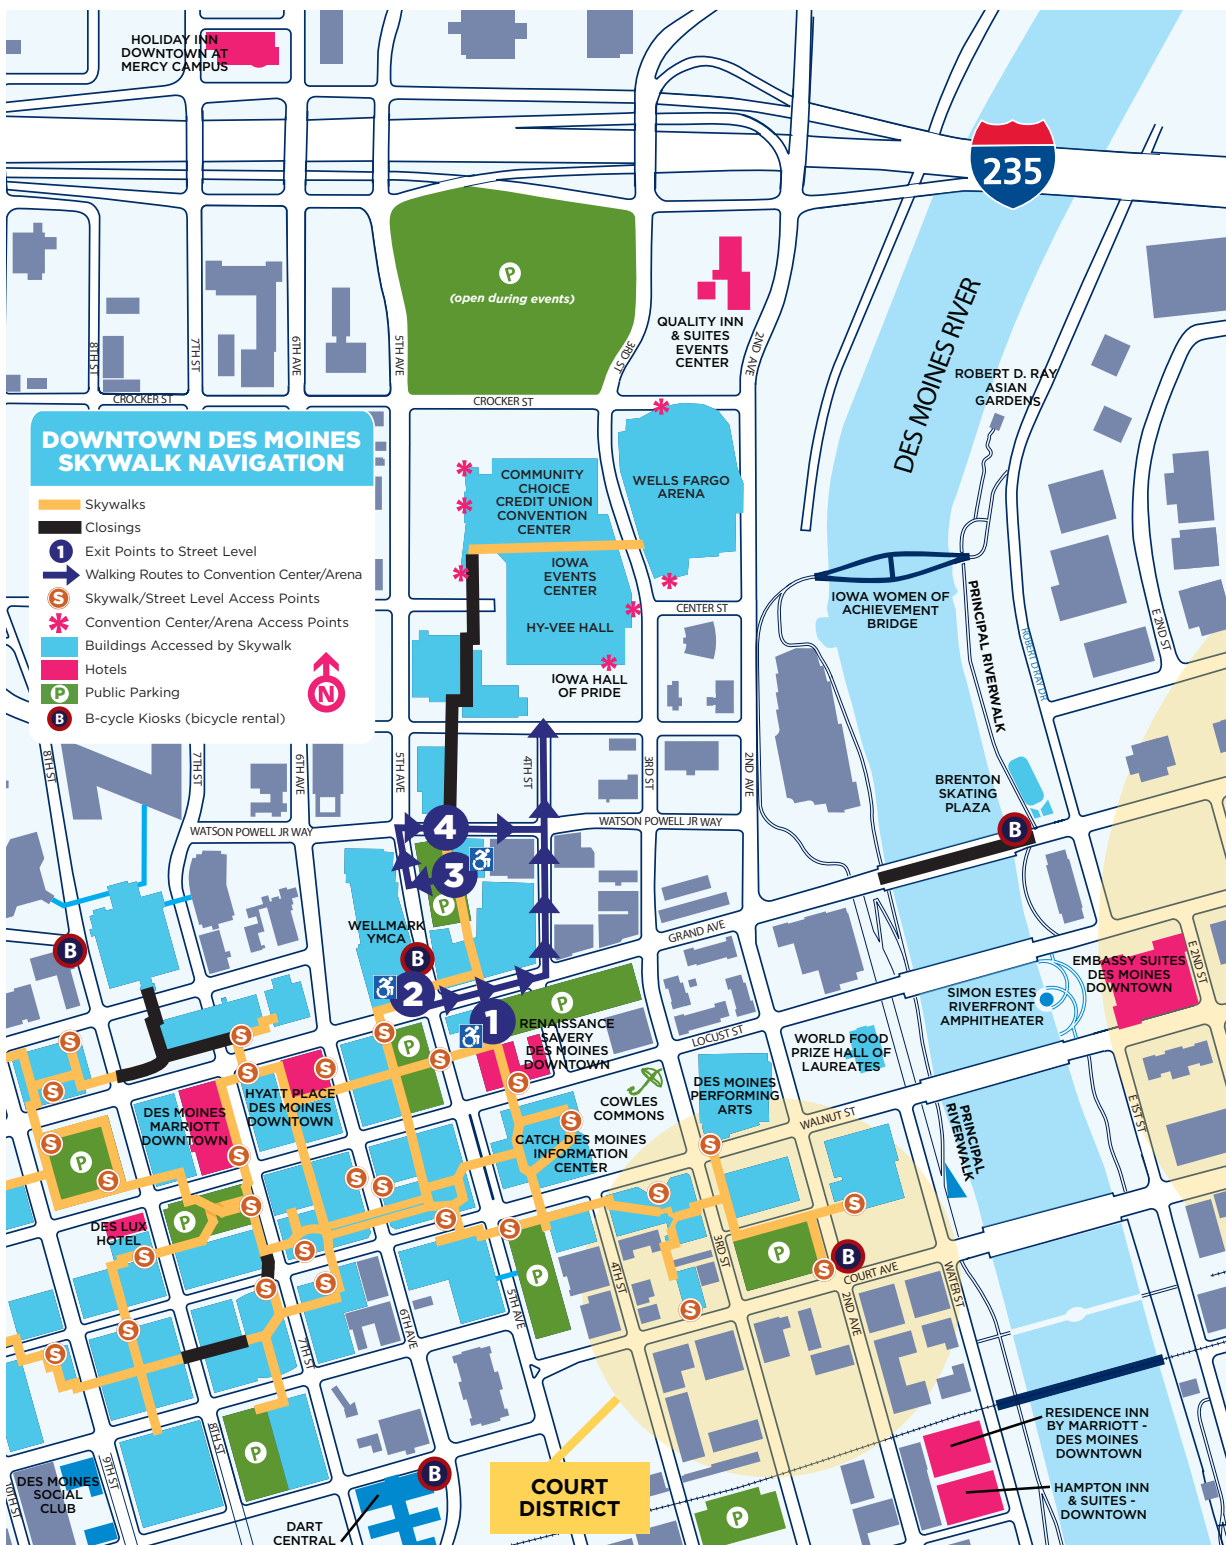 HOLIDAY INN
DOWNTOWN AT
MERCY CAMPUS
235
P
(open during events)
QUALITY INN
& SUITES
EVENTS
CENTER
DES MOINES RIVER
ROBERT D. RAY
ASIAN
GARDENS
8TH ST
7TH ST
6TH AVE
5TH AVE
3RD ST
2ND AVE
CROCKER ST
CROCKER ST
DOWNTOWN DES MOINES
SKYWALK NAVIGATION
Skywalks
Closings
1 Exit Points to Street Level
Walking Routes to Convention Center/Arena
S Skywalk/Street Level Access Points
Convention Center/Arena Access Points
Buildings Accessed by Skywalk
Hotels
P Public Parking
B B-cycle Kiosks (bicycle rental)
N
COMMUNITY
CHOICE
CREDIT UNION
CONVENTION
CENTER
WELLS FARGO
ARENA
IOWA
EVENTS
CENTER
HY-VEE HALL
IOWA HALL
OF PRIDE
CENTER ST
IOWA WOMEN OF
ACHIEVEMENT
BRIDGE
PRINCIPAL RIVERWALK
ROBERT D RAY DR
E 2ND ST
BRENTON
SKATING
PLAZA
B
8TH ST
7TH ST
6TH AVE
5TH AVE
4TH ST
3RD ST
2ND AVE
WATSON POWELL JR WAY
WATSON POWELL JR WAY
4
3
P
WELLMARK
YMCA
B
B
2
1
P
GRAND AVE
LOCUST ST
RENAISSANCE
SAVERY
DES MOINES
DOWNTOWN
EMBASSY SUITES
DES MOINES
DOWNTOWN
E 2ND ST
SIMON ESTES
RIVERFRONT
AMPHITHEATER
WORLD FOOD
PRIZE HALL OF
LAUREATES
S
S
S
S
S
S
S
S
P
HYATT PLACE
DES MOINES
DOWNTOWN
DES MOINES
MARRIOTT
DOWNTOWN
COWLES
COMMONS
DES MOINES
PERFORMING
ARTS
WALNUT ST
PRINCIPAL
RIVERWALK
E 1ST ST
CATCH DES MOINES
INFORMATION
CENTER
S
S
S
S
S
S
S
S
S
S
S
S
P
P
DES LUX
HOTEL
S
S
S
S
S
P
P
B
S
S
S
S
S
3RD ST
4TH ST
5TH AVE
6TH AVE
7TH ST
COURT AVE
2ND AVE
WATER ST
8TH ST
9TH ST
10TH ST
P
DES MOINES
SOCIAL
CLUB
B
DART
CENTRAL
COURT
DISTRICT
P
RESIDENCE INN
BY MARRIOTT -
DES MOINES
DOWNTOWN
HAMPTON INN
& SUITES -
DOWNTOWN